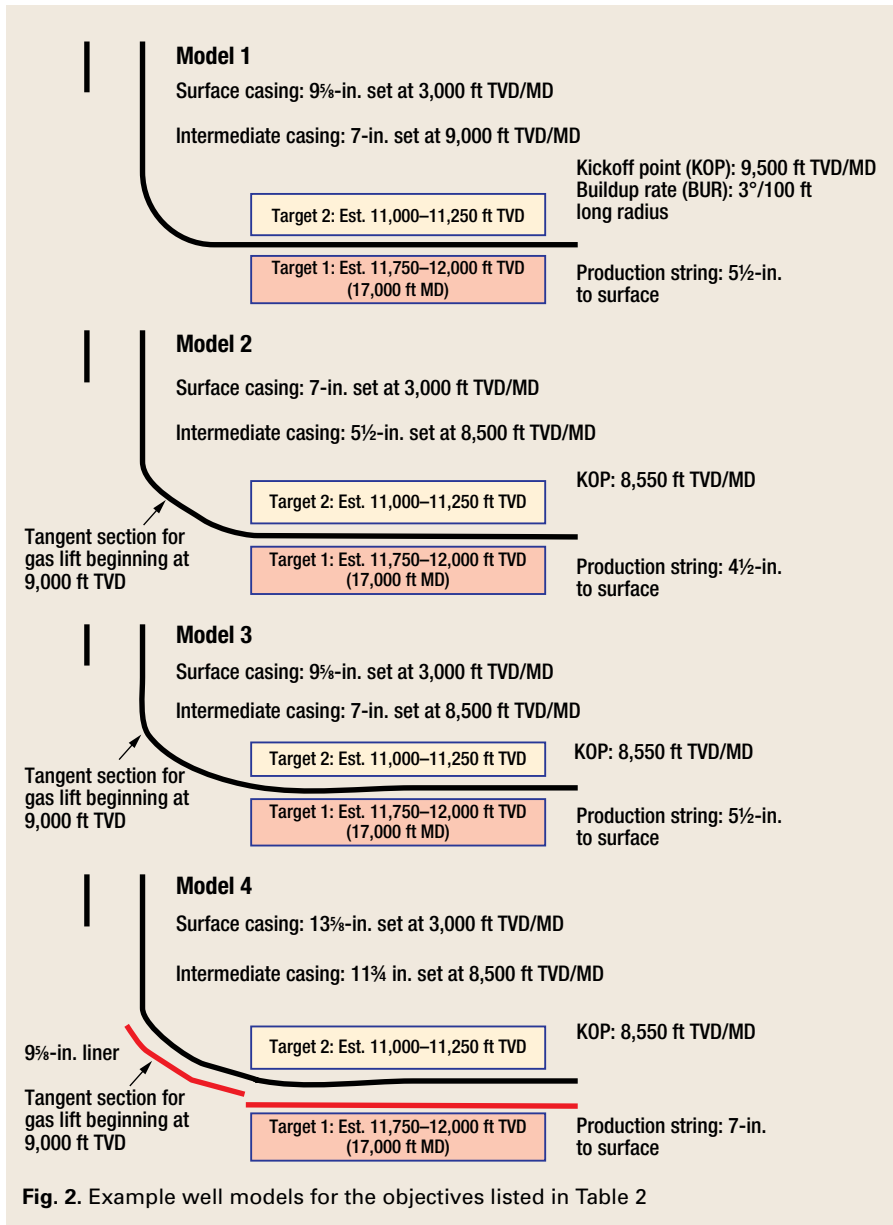 Model 1
Surface casing: 9⅝-in. set at 3,000 ft TVD/MD
Intermediate casing: 7-in. set at 9,000 ft TVD/MD
Kickoff point (KOP): 9,500 ft TVD/MD
Buildup rate (BUR): 3°/100 ft
long radius
Target 2: Est. 11,000–11,250 ft TVD
Target 1: Est. 11,750–12,000 ft TVD
(17,000 ft MD)
Production string: 5½-in.
to surface
Model 2
Surface casing: 7-in. set at 3,000 ft TVD/MD
Intermediate casing: 5½-in. set at 8,500 ft TVD/MD
KOP: 8,550 ft TVD/MD
Target 2: Est. 11,000–11,250 ft TVD
Tangent section for
gas lift beginning at
9,000 ft TVD
Target 1: Est. 11,750–12,000 ft TVD
(17,000 ft MD)
Production string: 4½-in.
to surface
Model 3
Surface casing: 9⅝-in. set at 3,000 ft TVD/MD
Intermediate casing: 7-in. set at 8,500 ft TVD/MD
KOP: 8,550 ft TVD/MD
Target 2: Est. 11,000–11,250 ft TVD
Tangent section for
gas lift beginning at
9,000 ft TVD
Target 1: Est. 11,750–12,000 ft TVD
(17,000 ft MD)
Production string: 5½-in.
to surface
Model 4
Surface casing: 13⅝-in. set at 3,000 ft TVD/MD
Intermediate casing: 11¾ in. set at 8,500 ft TVD/MD
KOP: 8,550 ft TVD/MD
Target 2: Est. 11,000–11,250 ft TVD
9⅝-in. liner
Tangent section for
gas lift beginning at
9,000 ft TVD
Target 1: Est. 11,750–12,000 ft TVD
(17,000 ft MD)
Production string: 7-in.
to surface
Fig. 2. Example well models for the objectives listed in Table 2